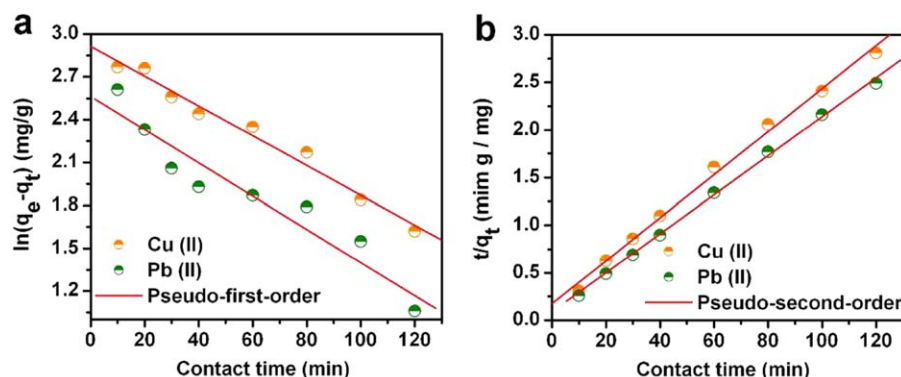 a
ln(q_e-q_t) (mg/g)
3.0
2.7
2.4
2.1
1.8
1.5
1.2
Cu (II)
Pb (II)
Pseudo-first-order
0 20 40 60 80 100 120
Contact time (min)
b
t/q_t (mim g / mg)
3.0
2.5
2.0
1.5
1.0
0.5
0.0
Cu (II)
Pb (II)
Pseudo-second-order
0 20 40 60 80 100 120
Contact time (min)